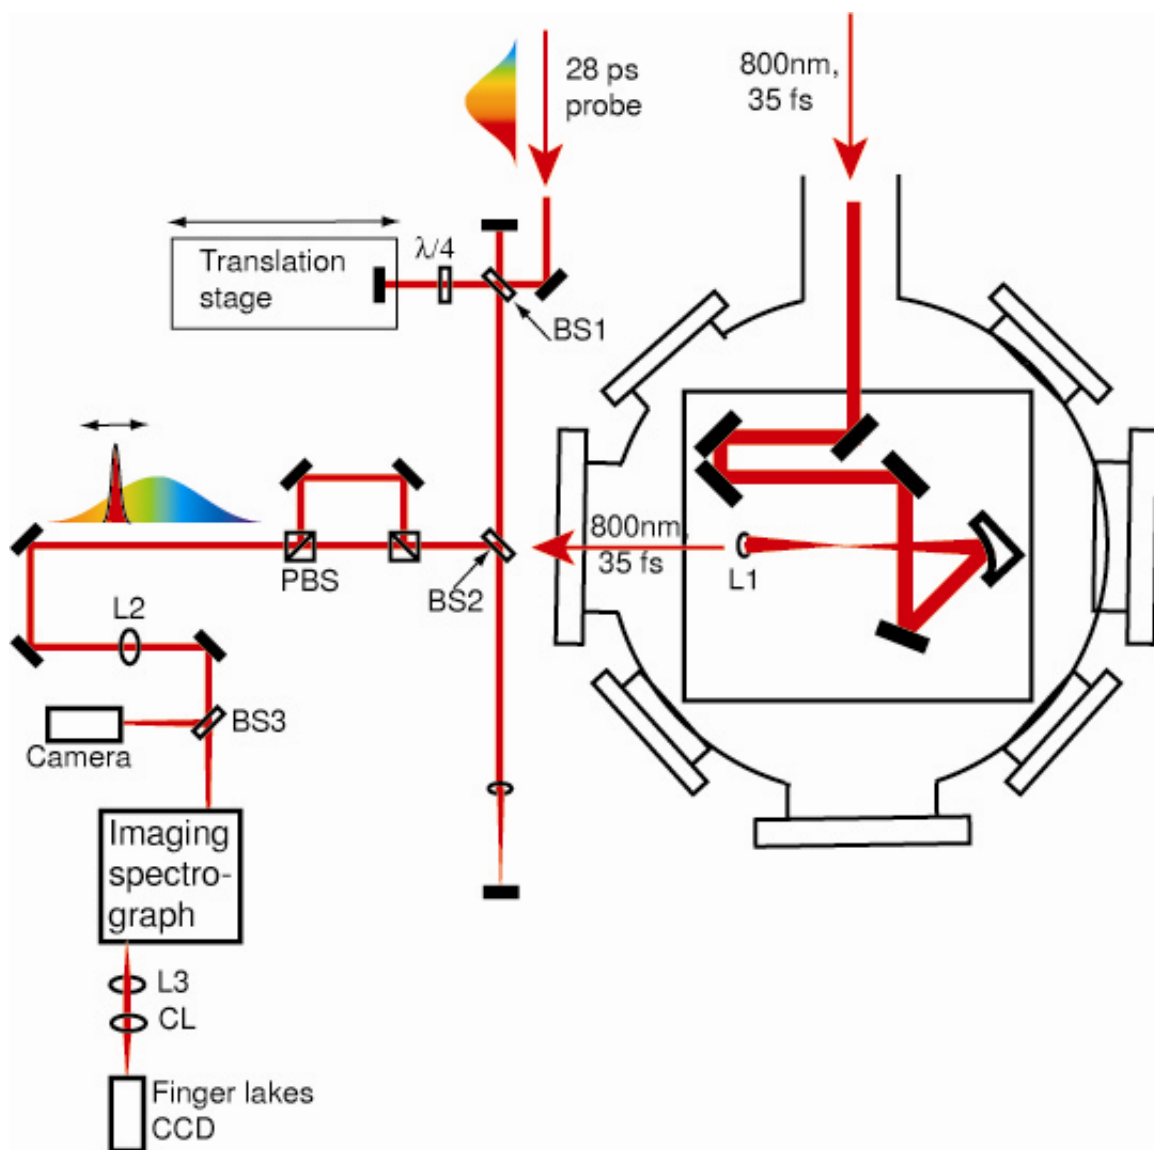 28 ps
probe
800nm,
35 fs
Translation
stage
λ/4
BS1
800nm,
35 fs
L1
PBS
BS2
L2
BS3
Camera
Imaging
spectro-
graph
L3
CL
Finger lakes
CCD